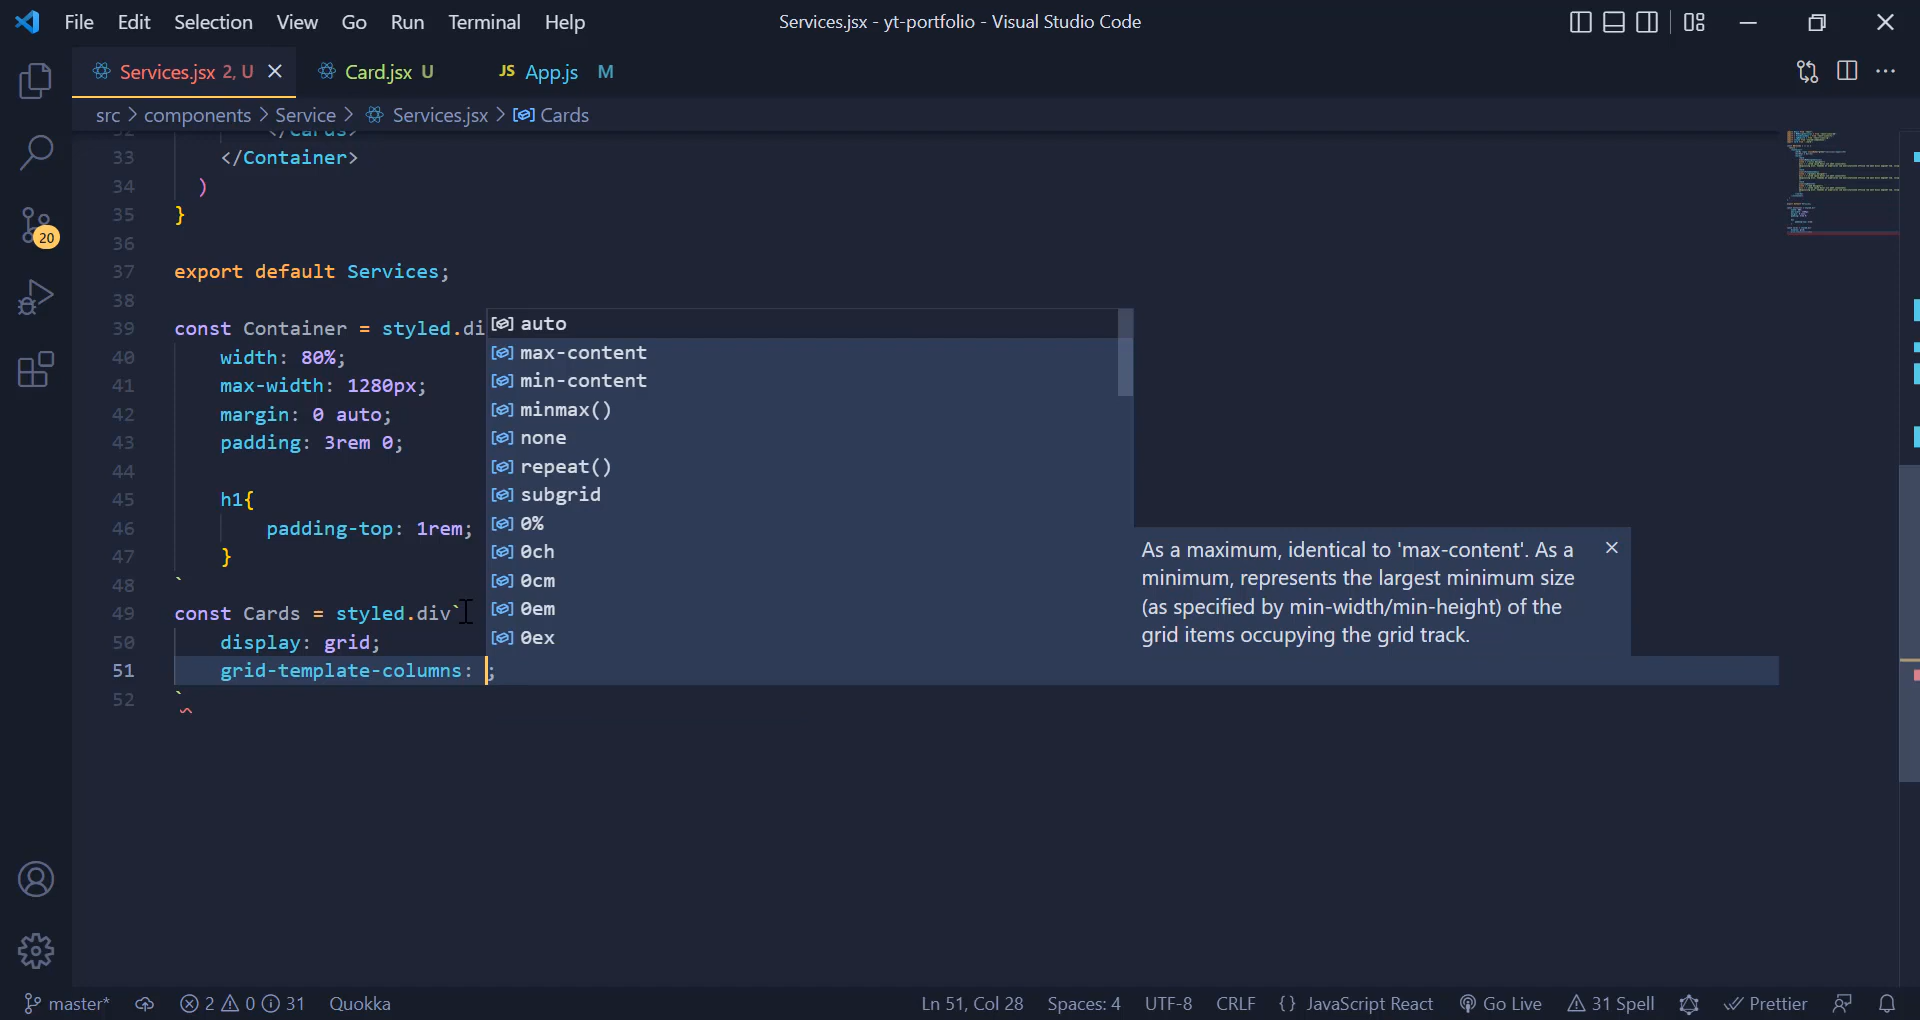 File Edit Selection View Go Run Terminal Help Services.jsx - yt-portfolio - Visual Studio Code
Services.jsx 2, U Card.jsx U JS App.js M
src > components > Service > Services.jsx > Cards
32 </Cards>
33 </Container>
34 )
35 }
36
37 export default Services;
38
39 const Container = styled.di
40 width: 80%;
41 max-width: 1280px;
42 margin: 0 auto;
43 padding: 3rem 0;
44
45 h1{
46 padding-top: 1rem;
47 }
48 `
49 const Cards = styled.div`
50 display: grid;
51 grid-template-columns: ;
52 `
auto
max-content
min-content
minmax()
none
repeat()
subgrid
0%
0ch
0cm
0em
0ex
As a maximum, identical to 'max-content'. As a
minimum, represents the largest minimum size
(as specified by min-width/min-height) of the
grid items occupying the grid track.
20
master* 2 0 31 Quokka Ln 51, Col 28 Spaces: 4 UTF-8 CRLF {} JavaScript React Go Live 31 Spell Prettier